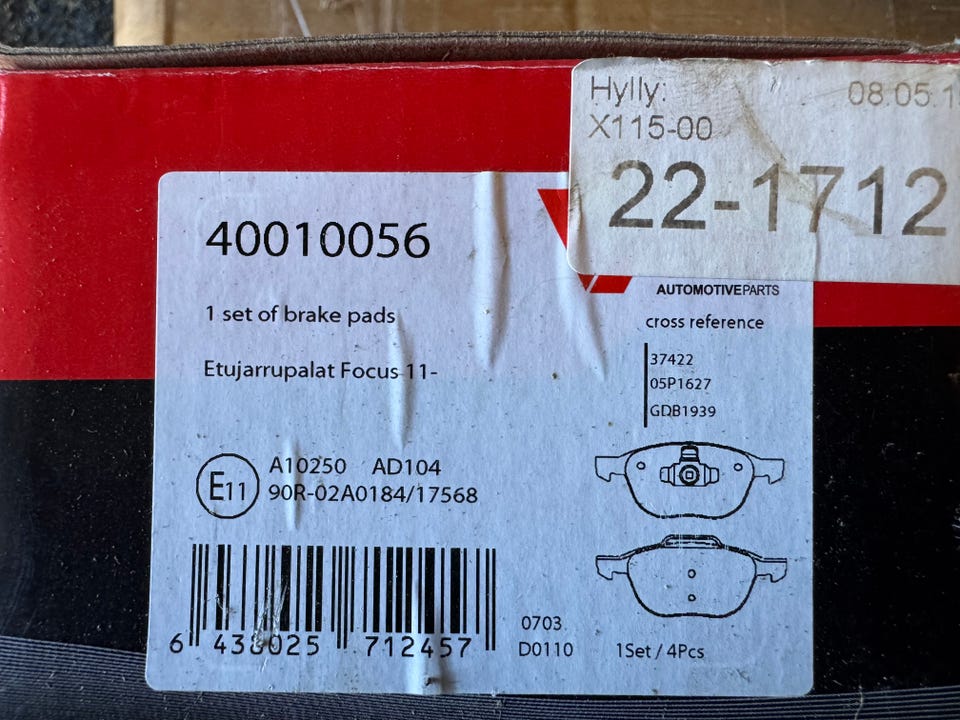 Hylly: 08.05.1
X115-00
22-1712
40010056
1 set of brake pads
Etujarrupalat Focus 11-
AUTOMOTIVEPARTS
cross reference
37422
05P1627
GDB1939
E11
A10250 AD104
90R-02A0184/17568
6 438025 712457
0703
D0110
1Set / 4Pcs